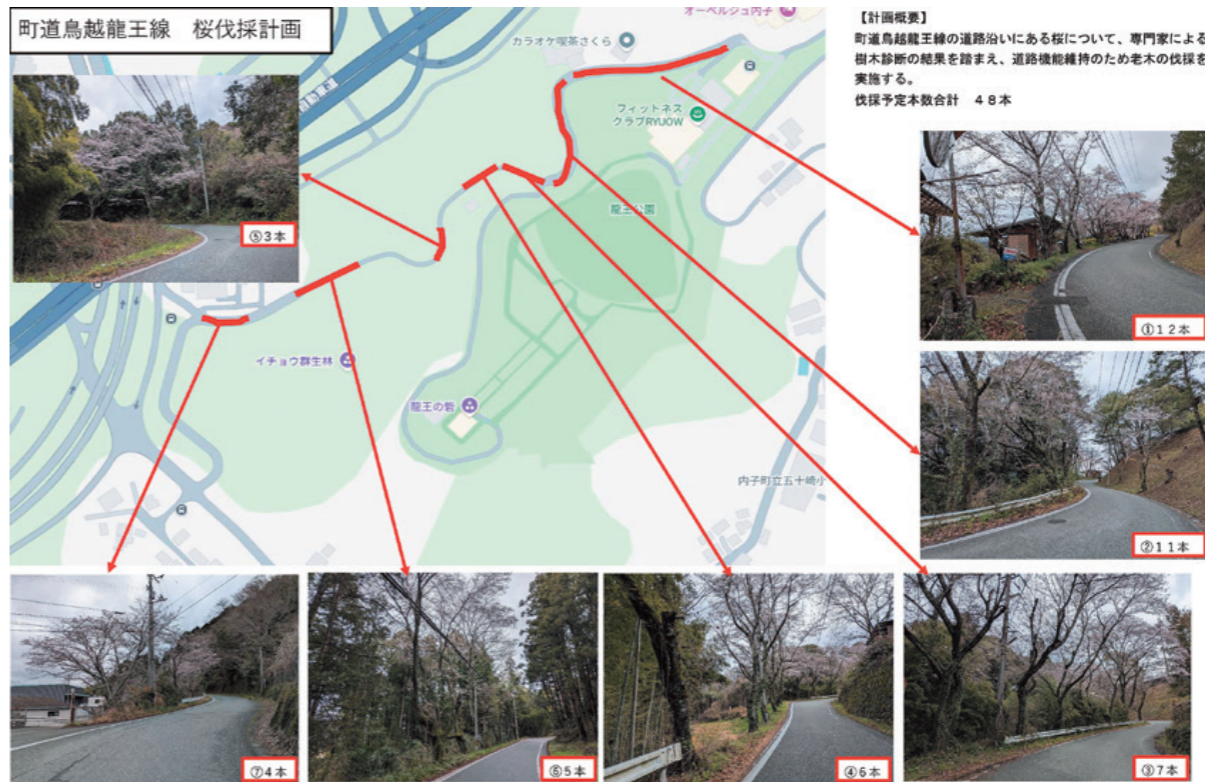 町道鳥越龍王線　桜伐採計画
オーベルジュ内子
カラオケ喫茶さくら
フィットネス
クラブRYUOW
龍王公園
イチョウ群生林
龍王の砦
内子町立五十崎小
【計画概要】
町道鳥越龍王線の道路沿いにある桜について、専門家による
樹木診断の結果を踏まえ、道路機能維持のため老木の伐採を
実施する。
伐採予定本数合計　４８本
⑤3本
①12本
②11本
⑦4本
⑤5本
④6本
③7本